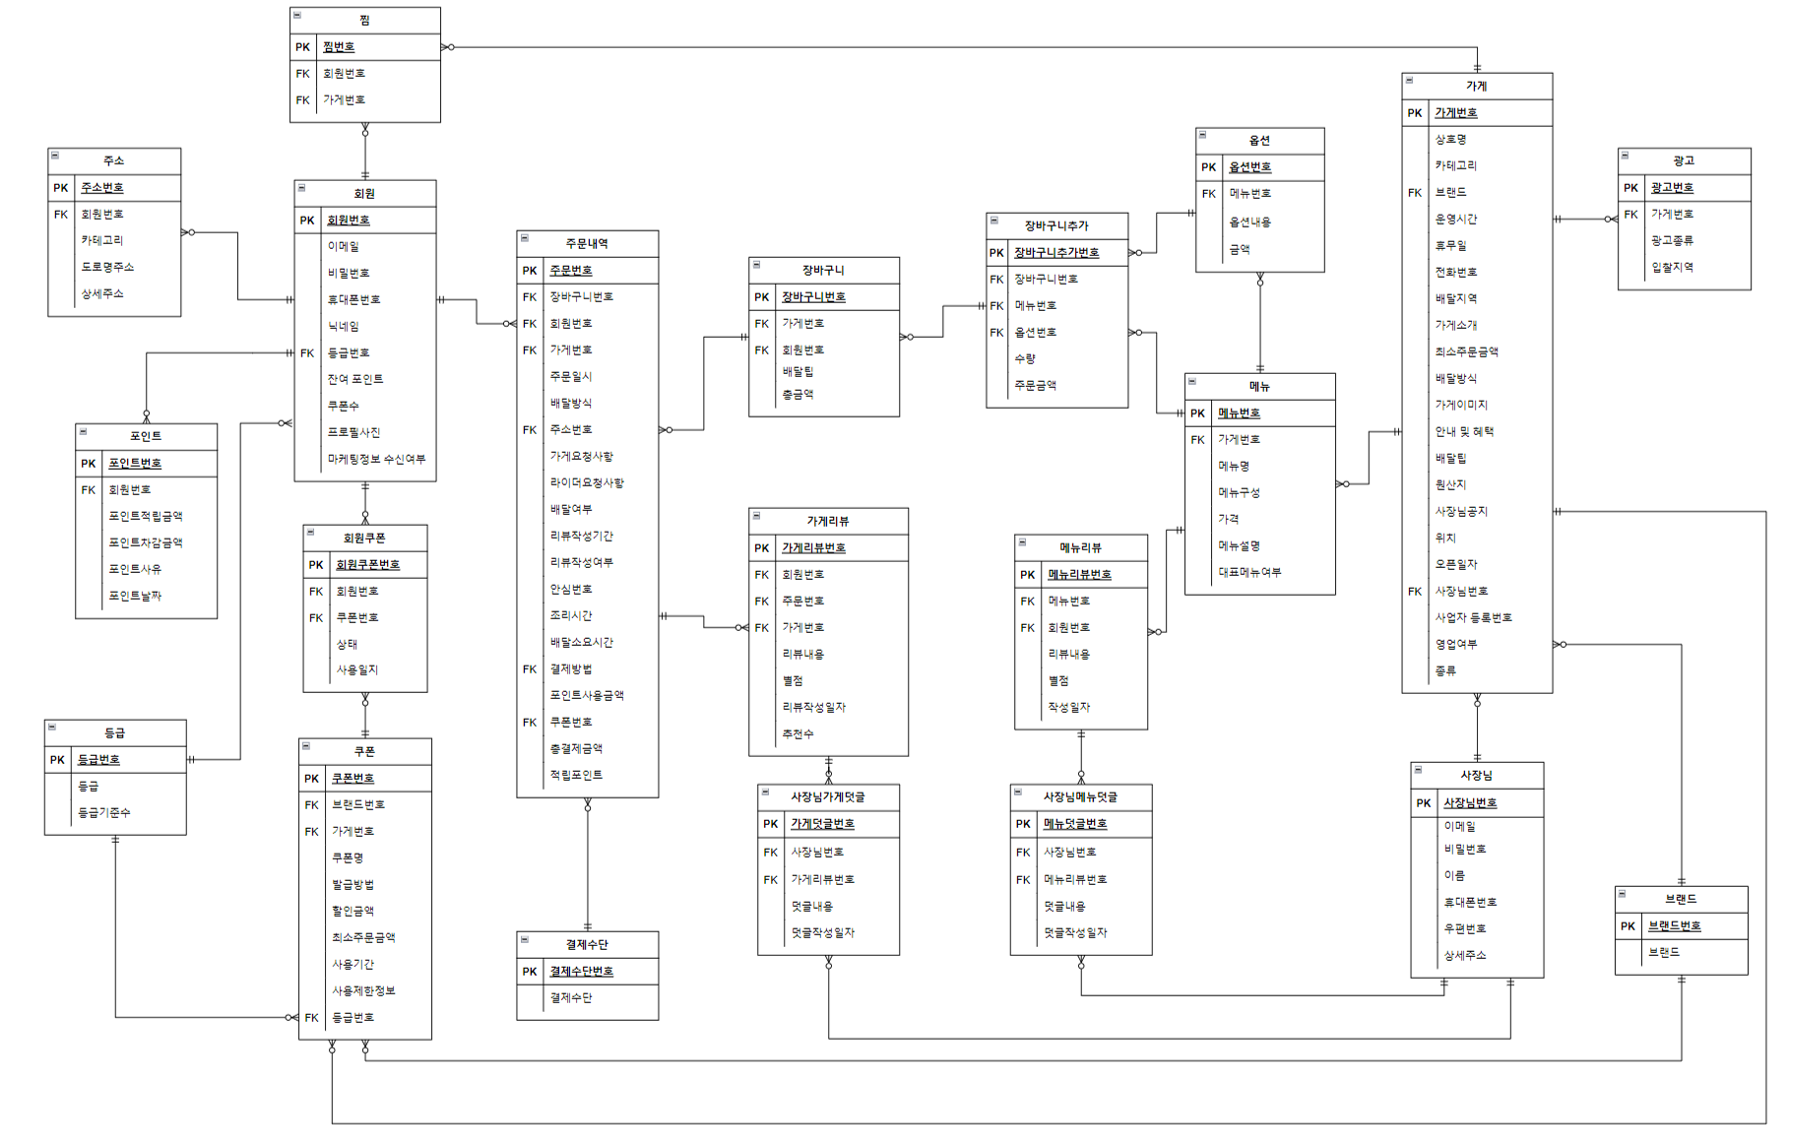 찜
PK 찜번호
FK 회원번호
FK 가게번호
주소
PK 주소번호
FK 회원번호
카테고리
도로명주소
상세주소
회원
PK 회원번호
이메일
비밀번호
휴대폰번호
닉네임
FK 등급번호
잔여 포인트
쿠폰수
프로필사진
마케팅정보 수신여부
포인트
PK 포인트번호
FK 회원번호
포인트적립금액
포인트차감금액
포인트사유
포인트날짜
회원쿠폰
PK 회원쿠폰번호
FK 회원번호
FK 쿠폰번호
상태
사용일지
등급
PK 등급번호
등급
등급기준수
쿠폰
PK 쿠폰번호
FK 브랜드번호
FK 가게번호
쿠폰명
발급방법
할인금액
최소주문금액
사용기간
사용제한정보
FK 등급번호
주문내역
PK 주문번호
FK 장바구니번호
FK 회원번호
FK 가게번호
주문일시
배달방식
FK 주소번호
가게요청사항
라이더요청사항
배달여부
리뷰작성기간
리뷰작성여부
안심번호
조리시간
배달소요시간
FK 결제방법
포인트사용금액
FK 쿠폰번호
총결제금액
적립포인트
결제수단
PK 결제수단번호
결제수단
장바구니
PK 장바구니번호
FK 가게번호
FK 회원번호
배달팁
총금액
가게리뷰
PK 가게리뷰번호
FK 회원번호
FK 주문번호
FK 가게번호
리뷰내용
별점
리뷰작성일자
추천수
사장님가게덧글
PK 가게덧글번호
FK 사장님번호
FK 가게리뷰번호
덧글내용
덧글작성일자
장바구니추가
PK 장바구니추가번호
FK 장바구니번호
FK 메뉴번호
FK 옵션번호
수량
주문금액
메뉴리뷰
PK 메뉴리뷰번호
FK 메뉴번호
FK 회원번호
리뷰내용
별점
작성일자
사장님메뉴덧글
PK 메뉴덧글번호
FK 사장님번호
FK 메뉴리뷰번호
덧글내용
덧글작성일자
옵션
PK 옵션번호
FK 메뉴번호
옵션내용
금액
메뉴
PK 메뉴번호
FK 가게번호
메뉴명
메뉴구성
가격
메뉴설명
대표메뉴여부
가게
PK 가게번호
상호명
카테고리
FK 브랜드
운영시간
휴무일
전화번호
배달지역
가게소개
최소주문금액
배달방식
가게이미지
안내 및 혜택
배달팁
원산지
사장님공지
위치
오픈일자
FK 사장님번호
사업자 등록번호
영업여부
종류
사장님
PK 사장님번호
이메일
비밀번호
이름
휴대폰번호
우편번호
상세주소
광고
PK 광고번호
FK 가게번호
광고종류
입찰지역
브랜드
PK 브랜드번호
브랜드